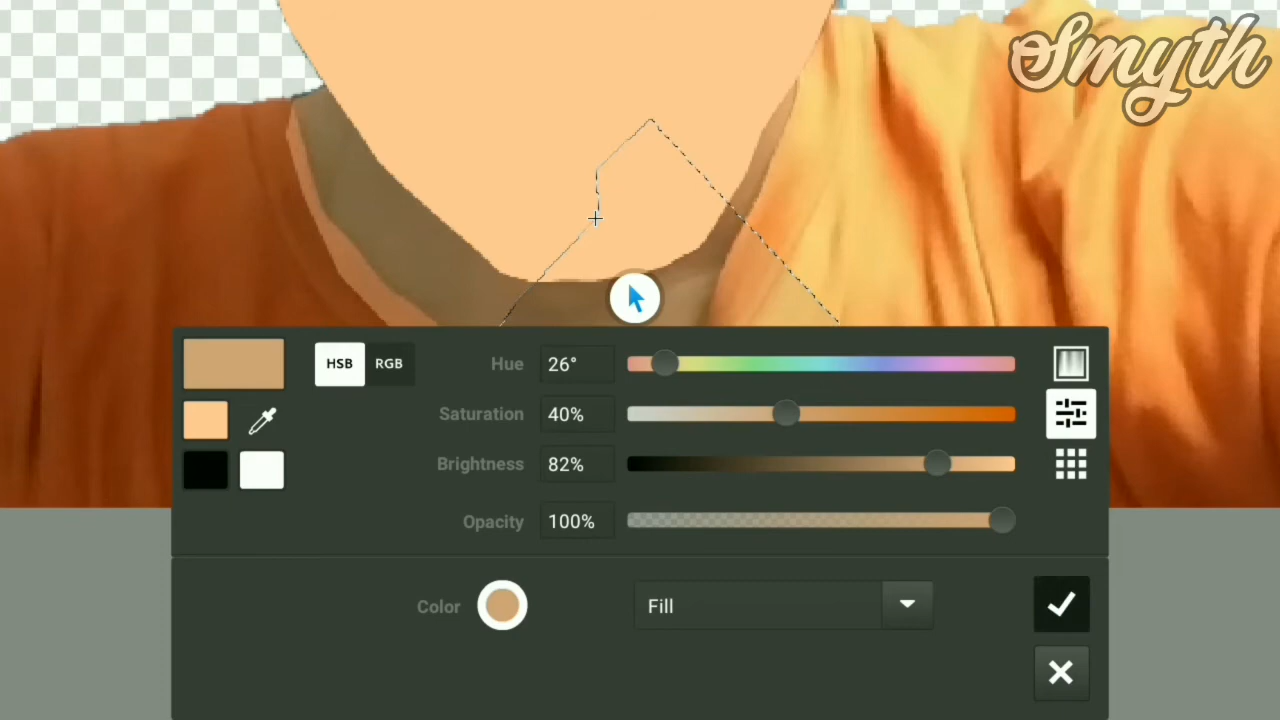 Smyth
HSB RGB Hue 26°
Saturation 40%
Brightness 82%
Opacity 100%
Color Fill